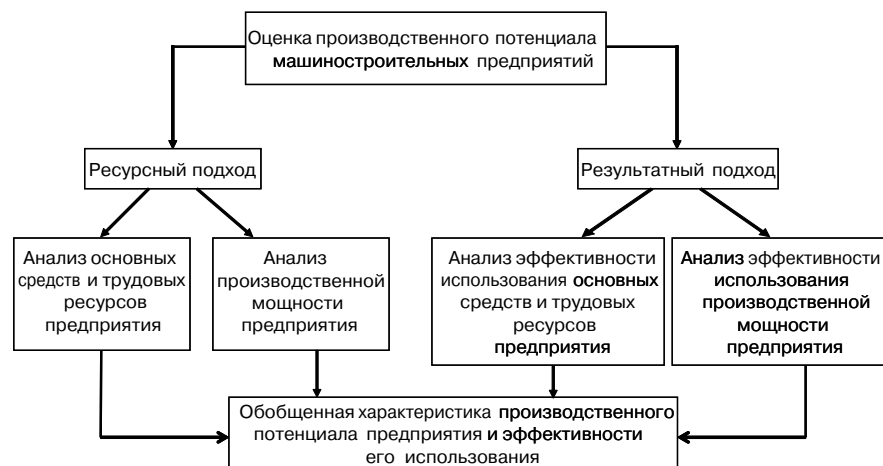 Оценка производственного потенциала
машиностроительных предприятий
Ресурсный подход
Результатный подход
Анализ основных
средств и трудовых
ресурсов
предприятия
Анализ
производственной
мощности
предприятия
Анализ эффективности
использования основных
средств и трудовых
ресурсов
предприятия
Анализ эффективности
использования
производственной
мощности
предприятия
Обобщенная характеристика производственного
потенциала предприятия и эффективности
его использования